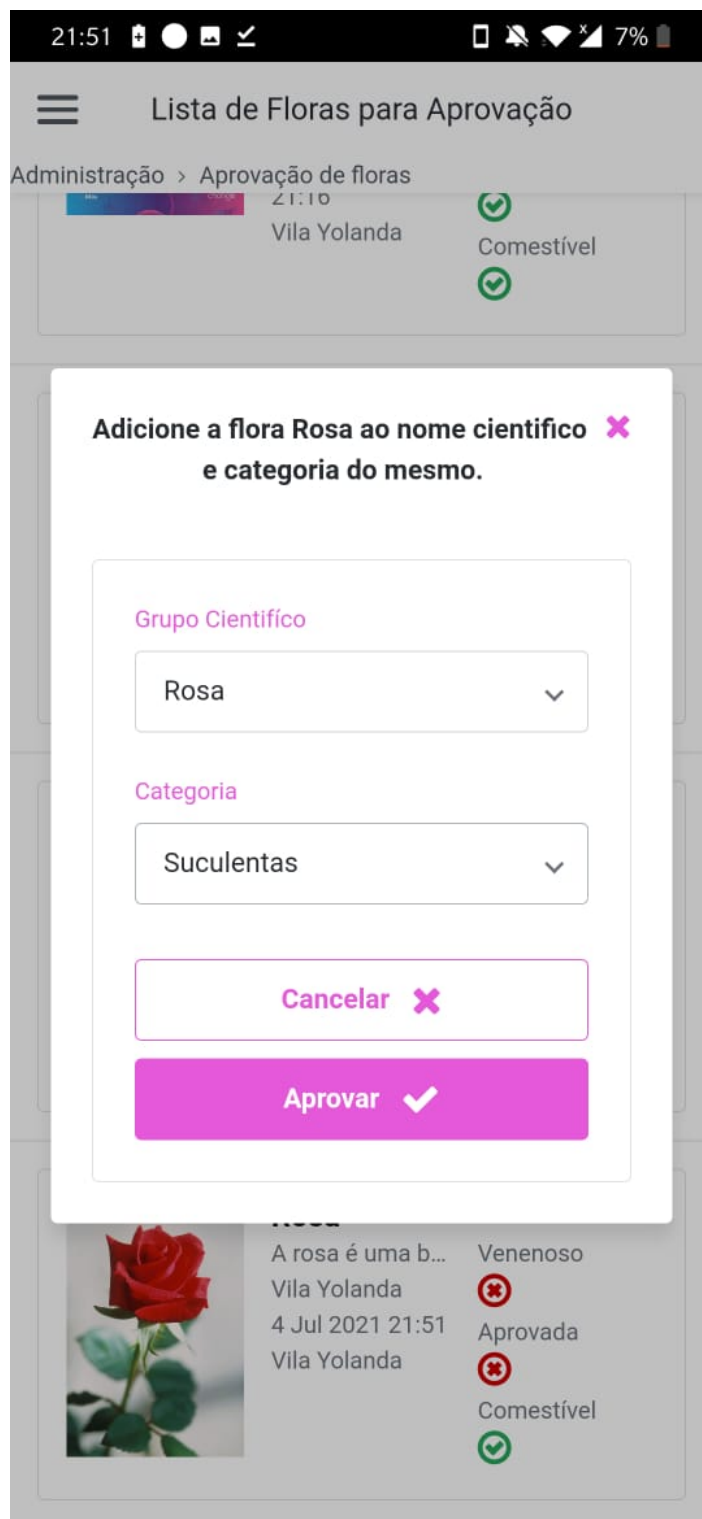 21:51
7%
Lista de Floras para Aprovação
Administração > Aprovação de floras
21:16
Vila Yolanda
Comestível
Adicione a flora Rosa ao nome cientifico
e categoria do mesmo.
Grupo Cientifíco
Rosa
Categoria
Suculentas
Cancelar
Aprovar
A rosa é uma b...
Vila Yolanda
4 Jul 2021 21:51
Vila Yolanda
Venenoso
Aprovada
Comestível